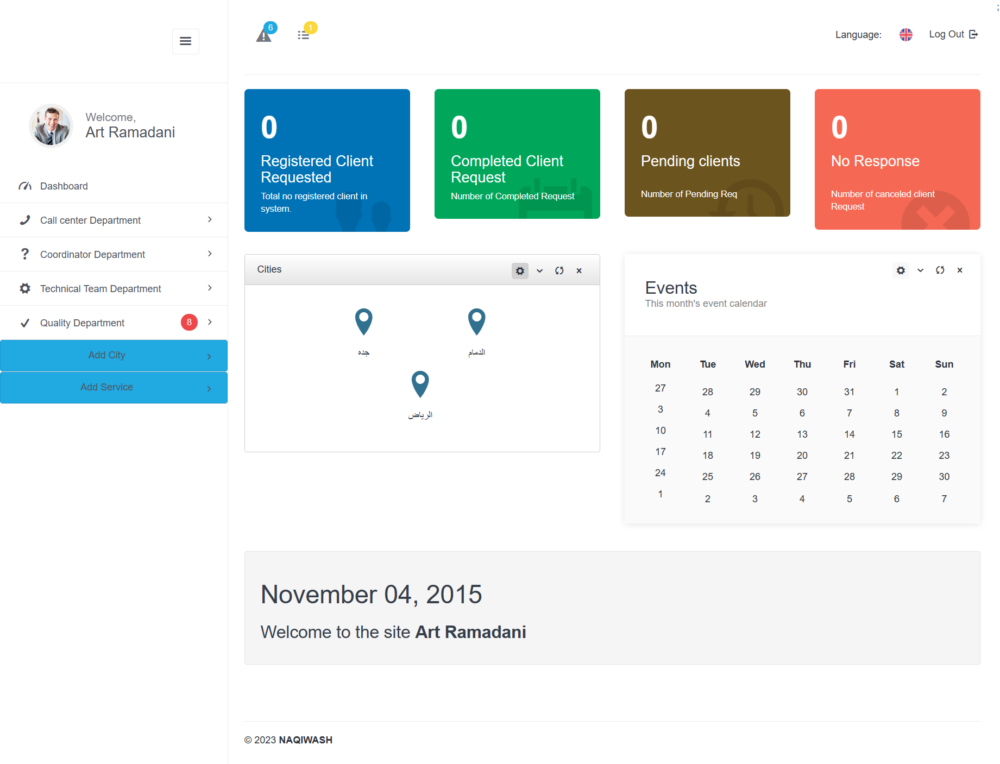 ;
6
1
Language:
Log Out
Welcome,
Art Ramadani
Dashboard
Call center Department
Coordinator Department
Technical Team Department
Quality Department 8
Add City
Add Service
0
Registered Client
Requested
Total no registered client in
system.
0
Completed Client
Request
Number of Completed Request
0
Pending clients
Number of Pending Req
0
No Response
Number of canceled client
Request
Cities
جده
الدمام
الرياض
Events
This month's event calendar
Mon Tue Wed Thu Fri Sat Sun
27 28 29 30 31 1 2
3 4 5 6 7 8 9
10 11 12 13 14 15 16
17 18 19 20 21 22 23
24 25 26 27 28 29 30
1 2 3 4 5 6 7
November 04, 2015
Welcome to the site Art Ramadani
© 2023 NAQIWASH